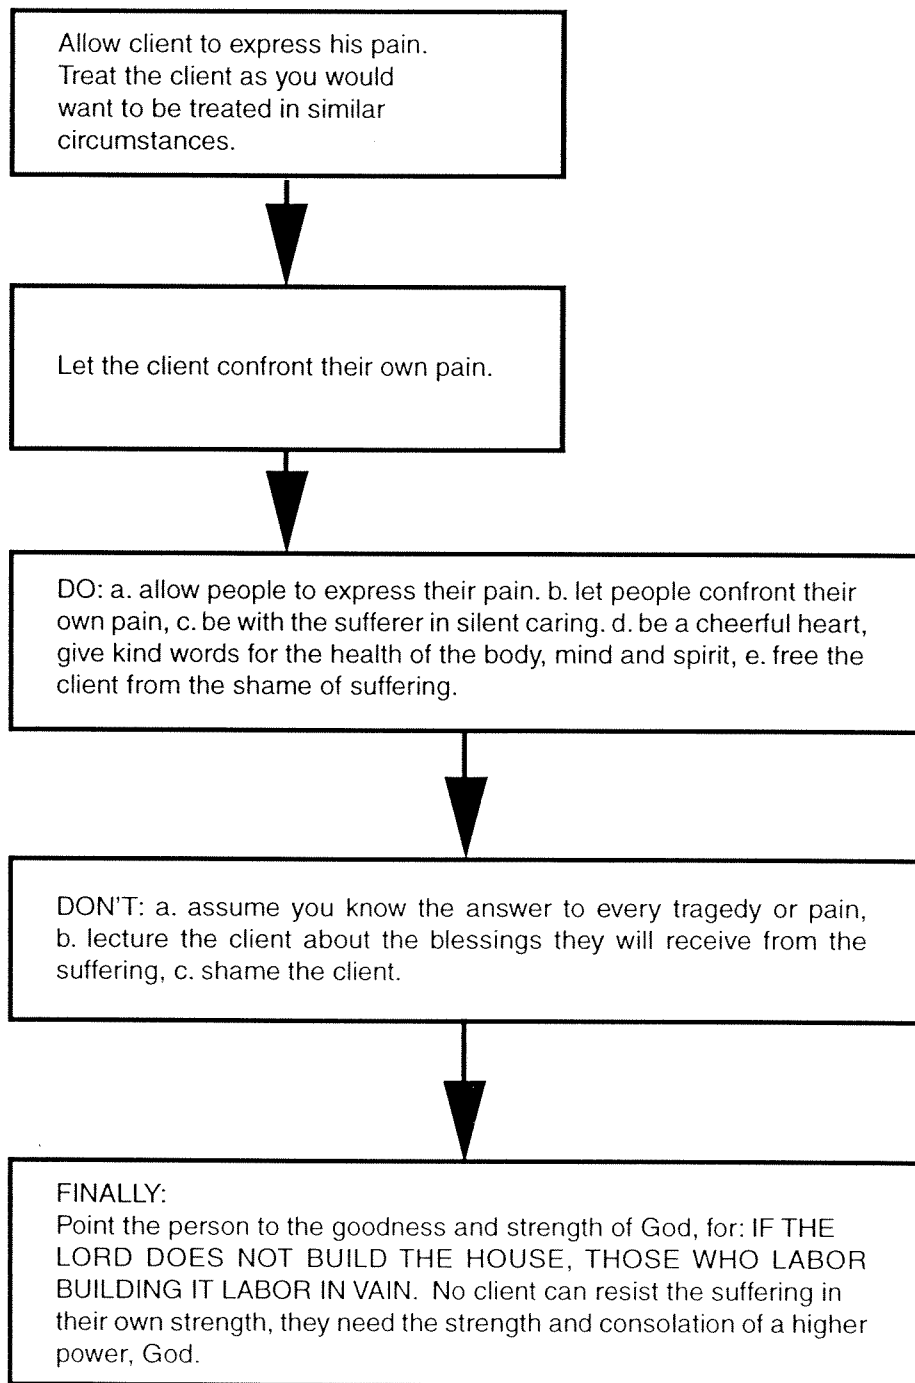 Allow client to express his pain.
Treat the client as you would
want to be treated in similar
circumstances.
Let the client confront their own pain.
DO: a. allow people to express their pain. b. let people confront their
own pain, c. be with the sufferer in silent caring. d. be a cheerful heart,
give kind words for the health of the body, mind and spirit, e. free the
client from the shame of suffering.
DON'T: a. assume you know the answer to every tragedy or pain,
b. lecture the client about the blessings they will receive from the
suffering, c. shame the client.
FINALLY:
Point the person to the goodness and strength of God, for: IF THE
LORD DOES NOT BUILD THE HOUSE, THOSE WHO LABOR
BUILDING IT LABOR IN VAIN. No client can resist the suffering in
their own strength, they need the strength and consolation of a higher
power, God.